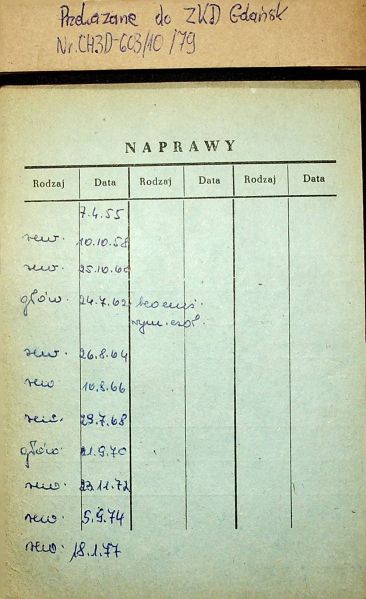 Przekazane do ZKD Gdańsk
Nr. CH3D-603/10/79
NAPRAWY
Rodzaj Data Rodzaj Data Rodzaj Data
7.4.55
rew. 10.10.58
rew. 25.10.60
głów. 24.7.62
rew. 26.8.64
rew 10.8.66
rew. 29.7.68
głów. 21.9.70
rew. 23.11.72
rew. 5.9.74
rew. 18.1.77